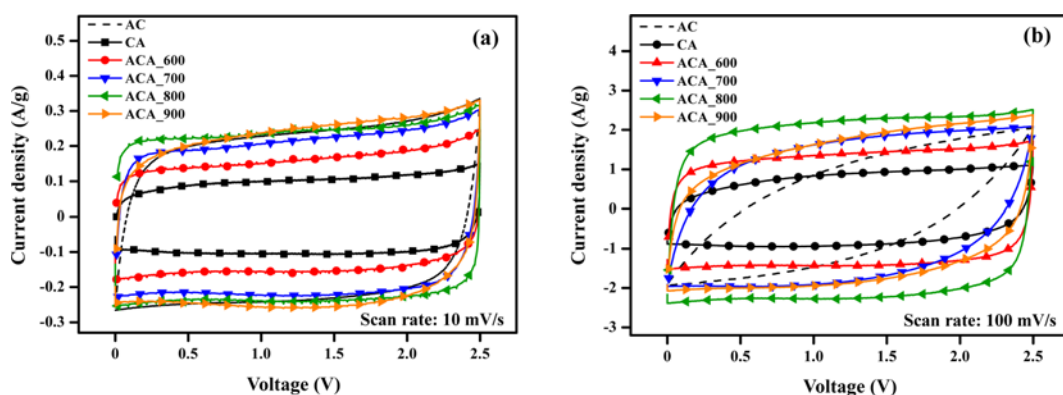 (a)
AC
CA
ACA_600
ACA_700
ACA_800
ACA_900
Current density (A/g)
0.5
0.4
0.3
0.2
0.1
0
-0.1
-0.2
-0.3
Scan rate: 10 mV/s
0
0.5
1.0
1.5
2.0
2.5
Voltage (V)
(b)
AC
CA
ACA_600
ACA_700
ACA_800
ACA_900
Current density (A/g)
4
3
2
1
0
-1
-2
-3
Scan rate: 100 mV/s
0
0.5
1.0
1.5
2.0
2.5
Voltage (V)